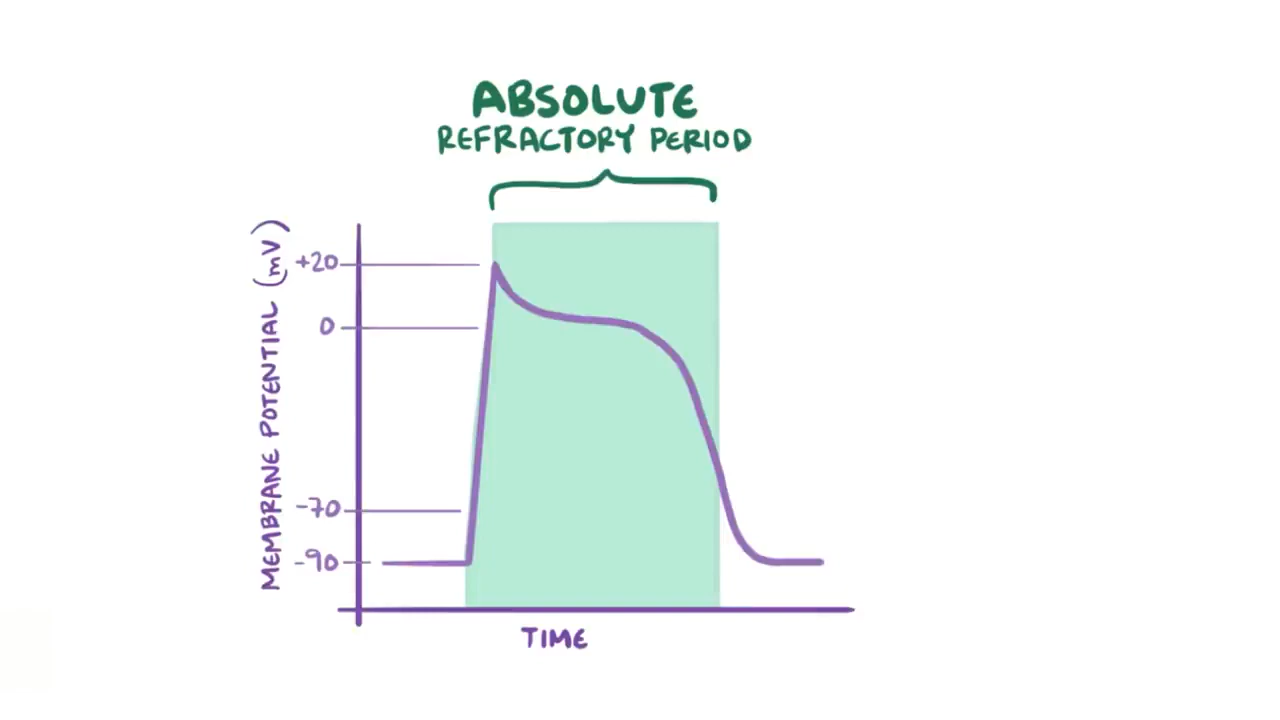 ABSOLUTE
REFRACTORY PERIOD
MEMBRANE POTENTIAL (mV)
+20
0
-70
-90
TIME